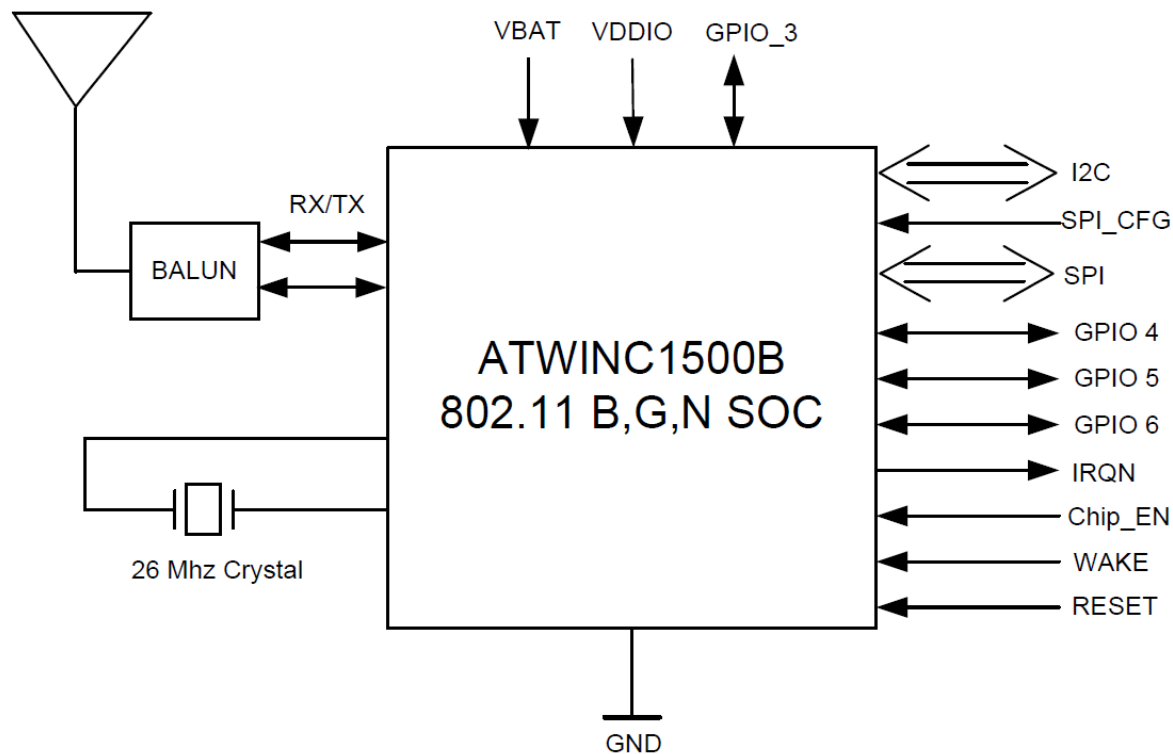 VBAT
VDDIO
GPIO_3
I2C
RX/TX
SPI_CFG
BALUN
SPI
GPIO 4
ATWINC1500B
GPIO 5
802.11 B,G,N SOC
GPIO 6
IRQN
Chip_EN
26 Mhz Crystal
WAKE
RESET
GND